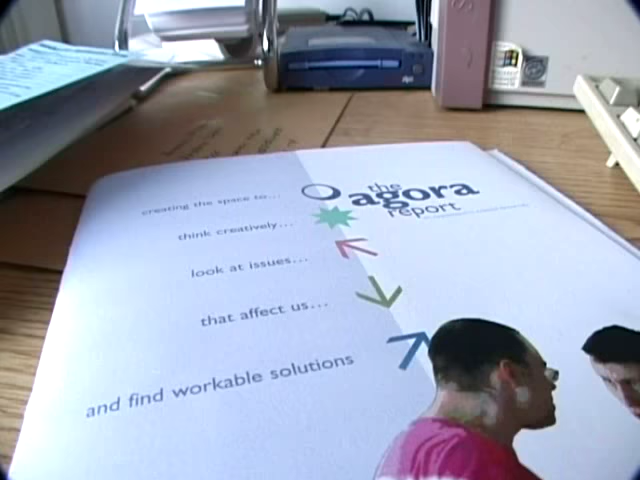 creating the space to...
think creatively...
look at issues...
that affect us...
and find workable solutions
the
agora
report